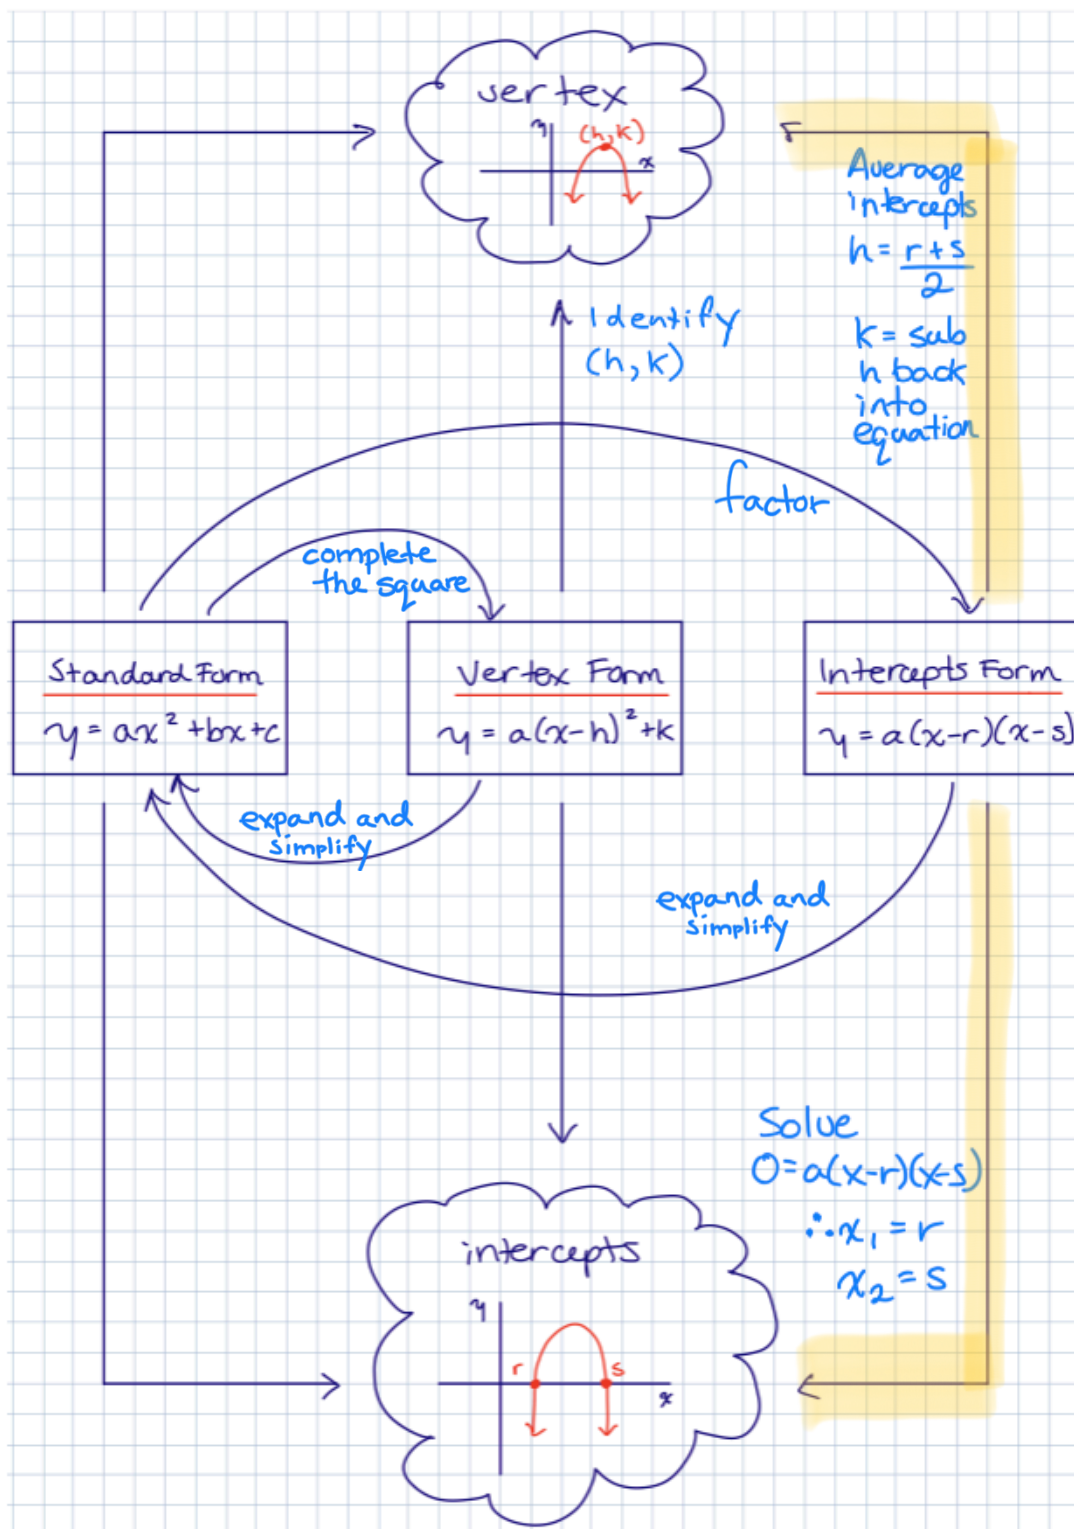 vertex
y
(h,k)
x
Average
intercepts
h = r+s
2
Identify
(h,k)
k = sub
h back
into
equation
factor
complete
the square
Standard Form
y = ax² + bx + c
Vertex Form
y = a(x-h)² + k
Intercepts Form
y = a(x-r)(x-s)
expand and
simplify
expand and
simplify
Solve
0 = a(x-r)(x-s)
∴ x₁ = r
x₂ = s
intercepts
y
r
s
x